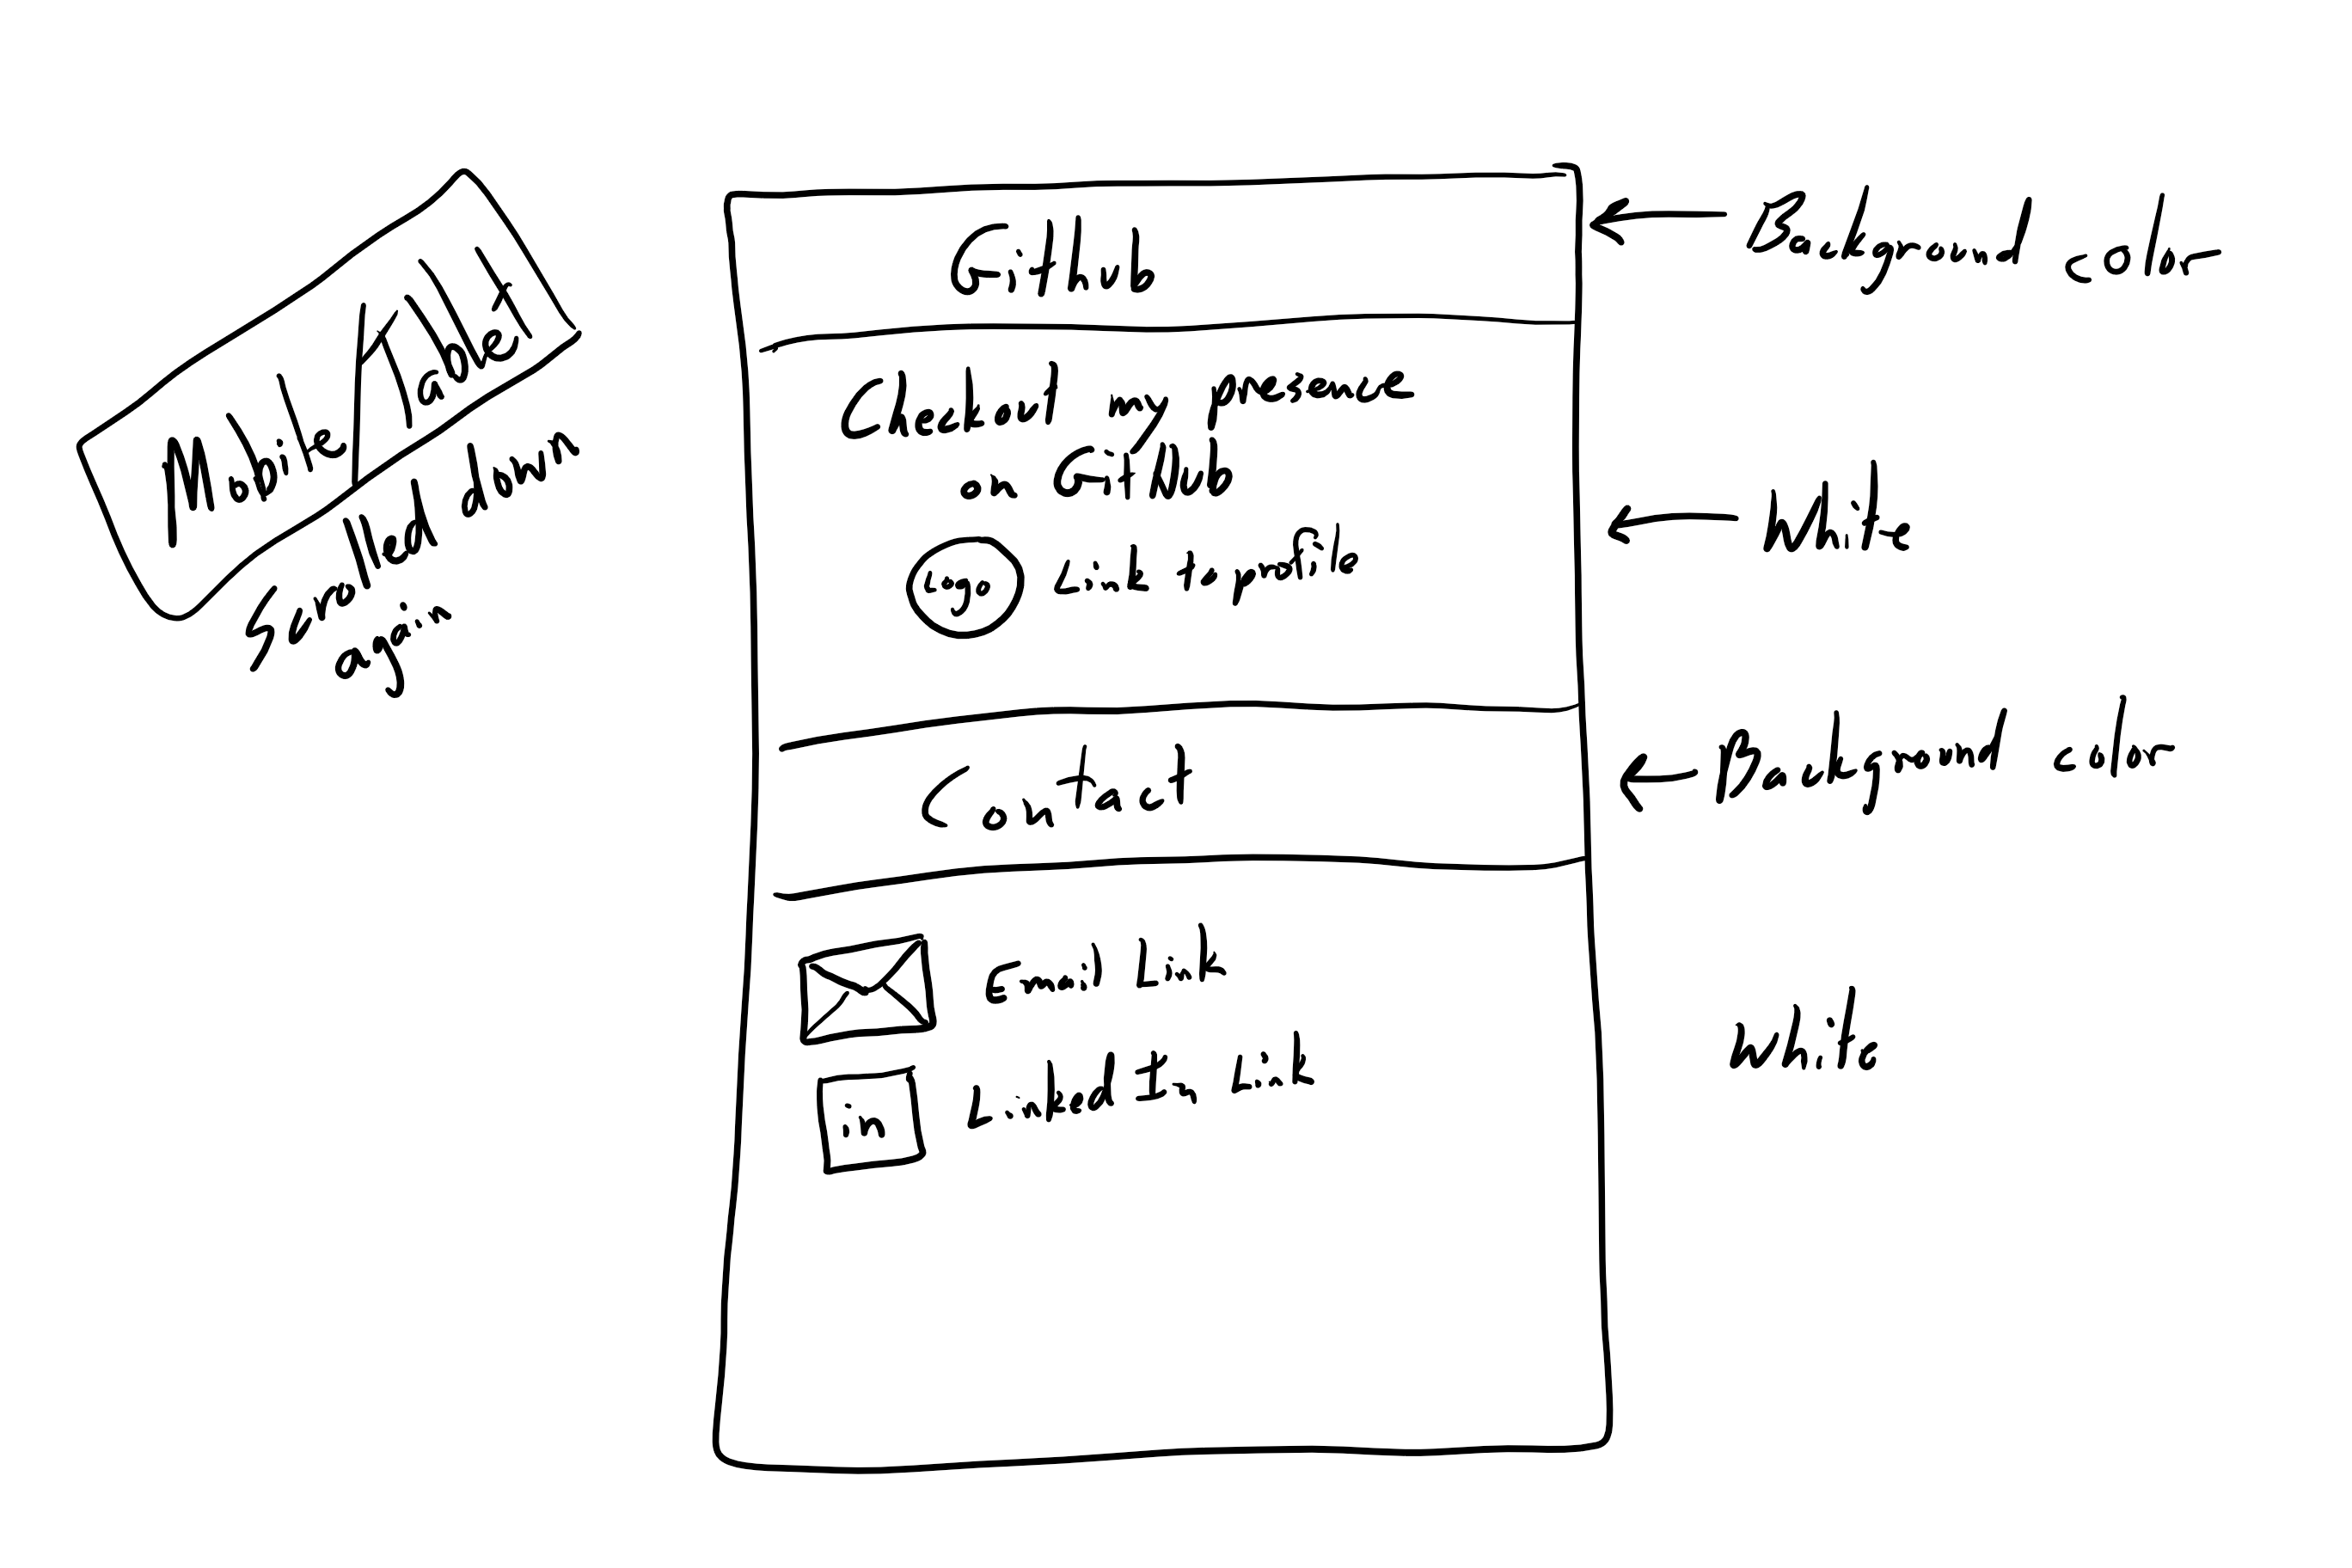 Mobile/Tablet
Scrolled down
again
Github
Background color
Checkout my presence
on GitHub
White
Logo
Link to profile
Contact
Background color
Email Link
White
in
Linked In Link